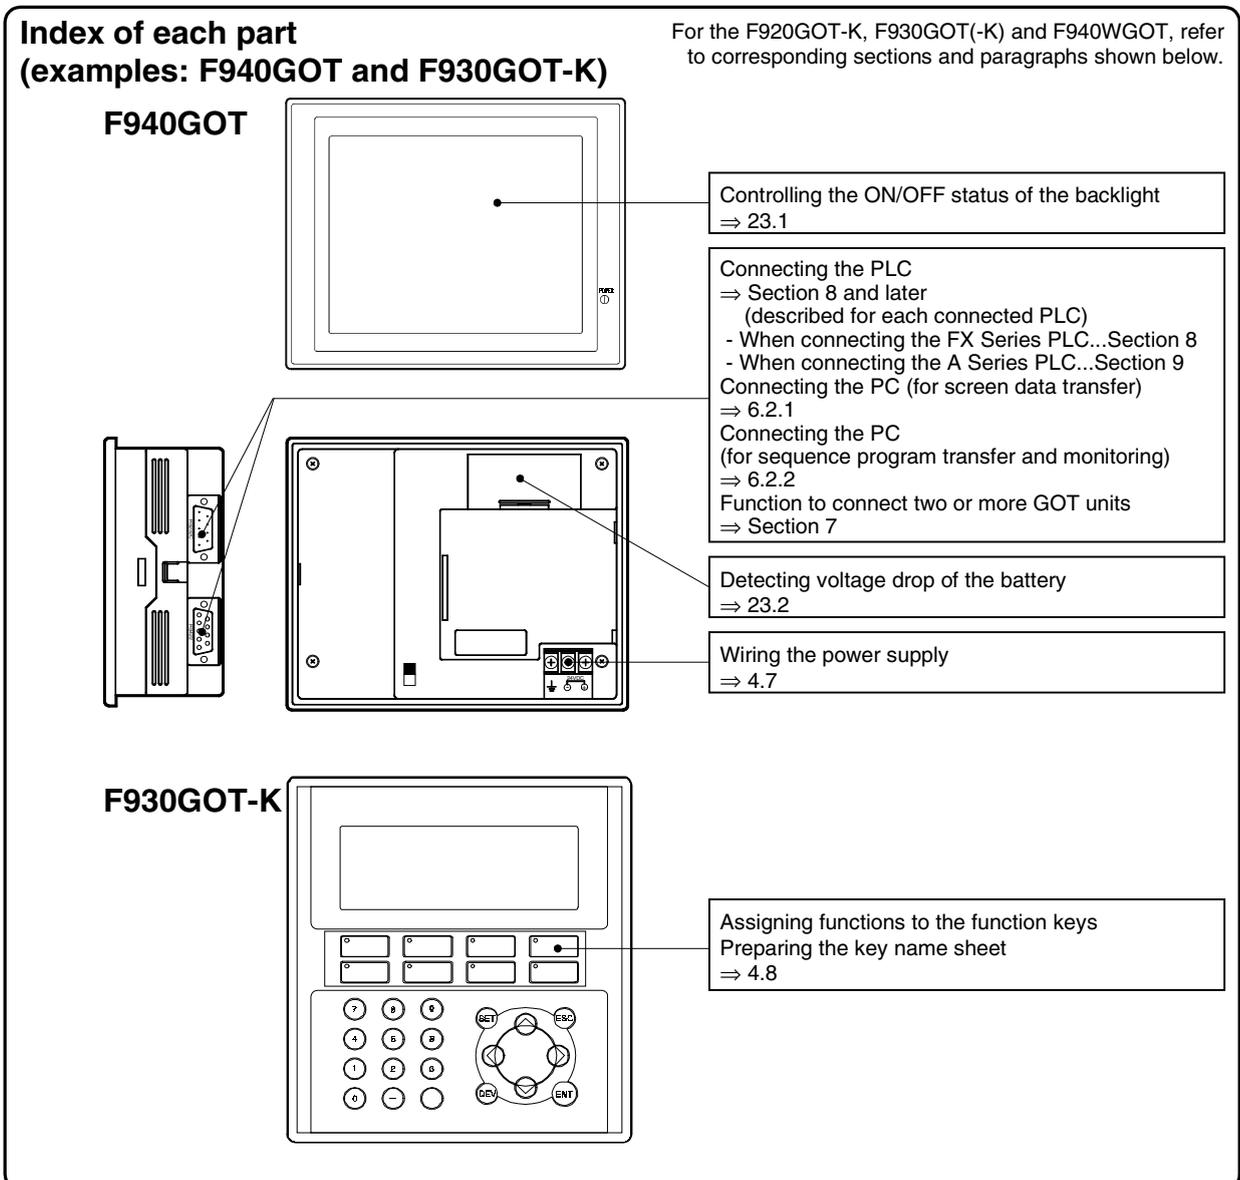 Index of each part
(examples: F940GOT and F930GOT-K)
For the F920GOT-K, F930GOT(-K) and F940WGOT, refer
to corresponding sections and paragraphs shown below.
F940GOT
POWER
Controlling the ON/OFF status of the backlight
⇒ 23.1
Connecting the PLC
⇒ Section 8 and later
(described for each connected PLC)
- When connecting the FX Series PLC...Section 8
- When connecting the A Series PLC...Section 9
Connecting the PC (for screen data transfer)
⇒ 6.2.1
Connecting the PC
(for sequence program transfer and monitoring)
⇒ 6.2.2
Function to connect two or more GOT units
⇒ Section 7
Detecting voltage drop of the battery
⇒ 23.2
Wiring the power supply
⇒ 4.7
24VDC
F930GOT-K
Assigning functions to the function keys
Preparing the key name sheet
⇒ 4.8
7 8 9
SET ESC
4 5
1 2
0 -
DEV ENT